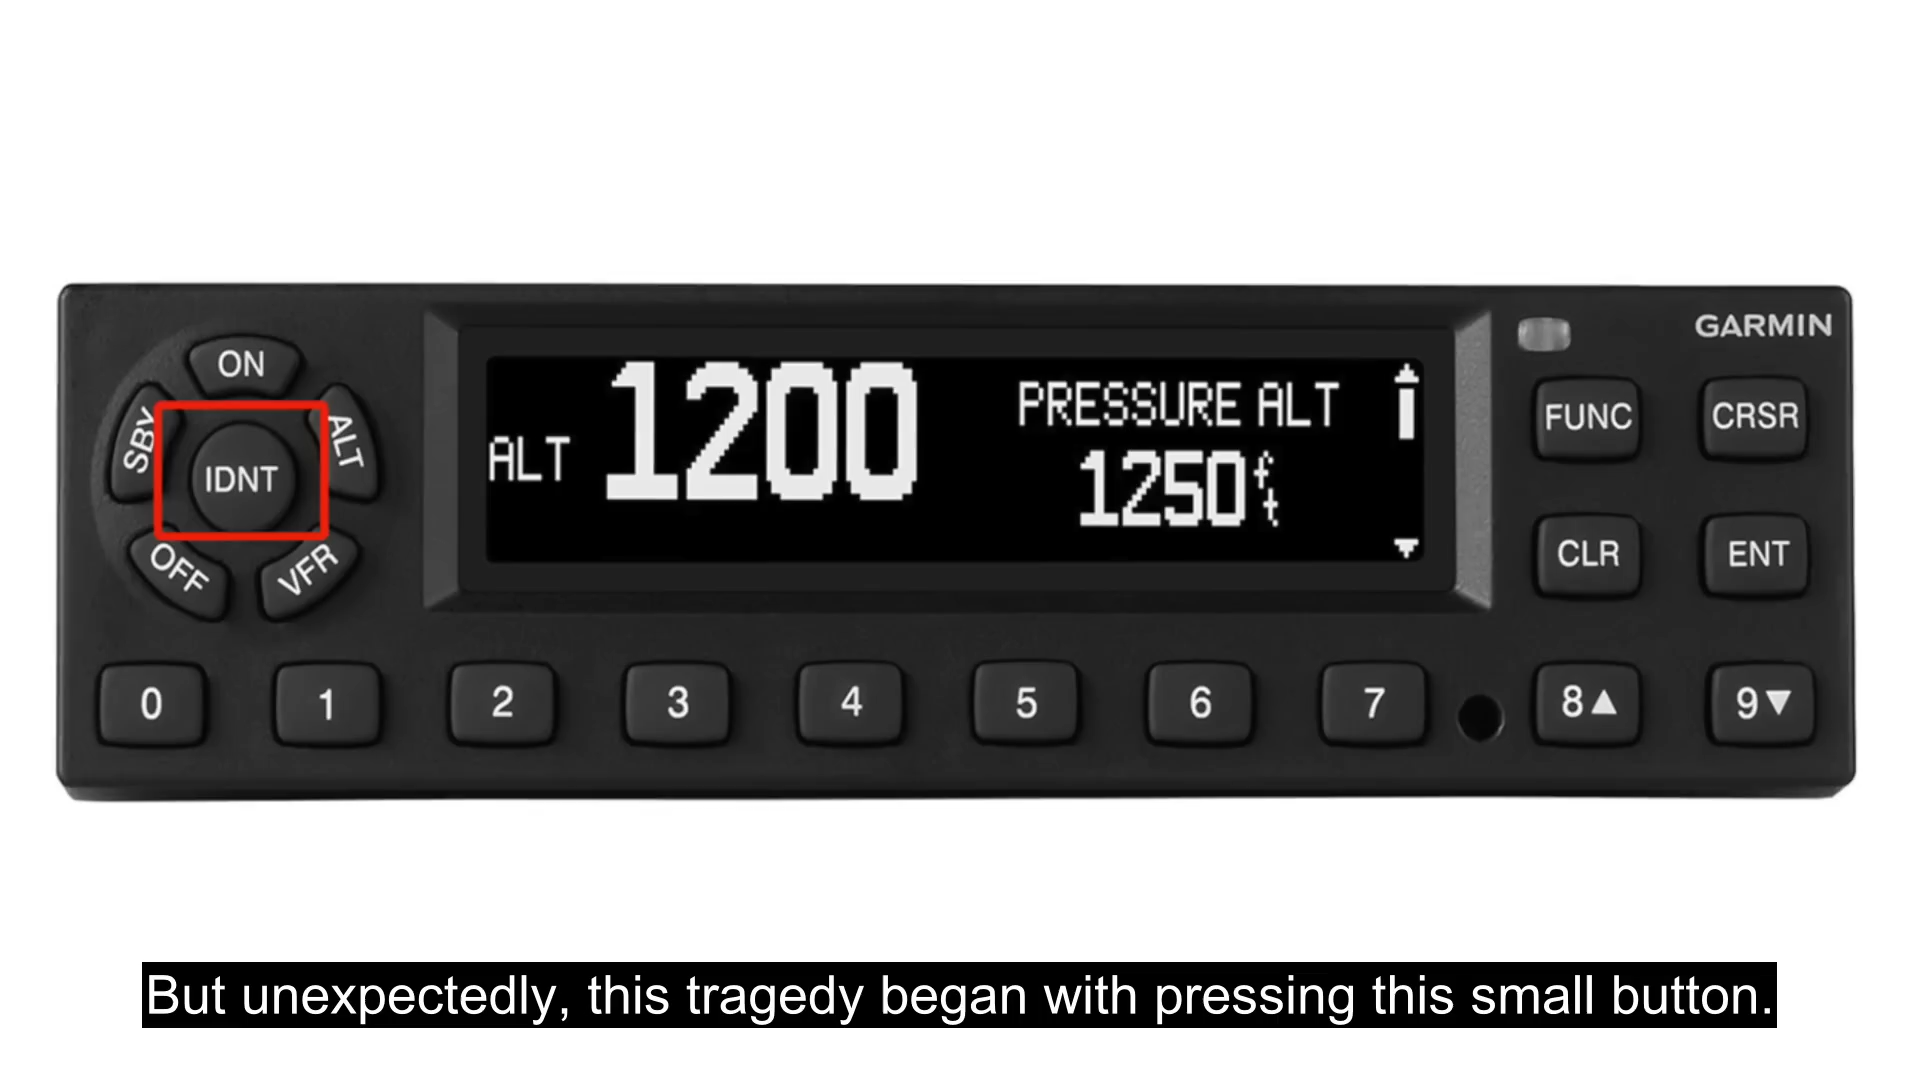 GARMIN
ON
SBY
ALT
IDNT
OFF
VFR
ALT
1200
PRESSURE ALT
1250 ft
FUNC
CRSR
CLR
ENT
0
1
2
3
4
5
6
7
8▲
9▼
But unexpectedly, this tragedy began with pressing this small button.